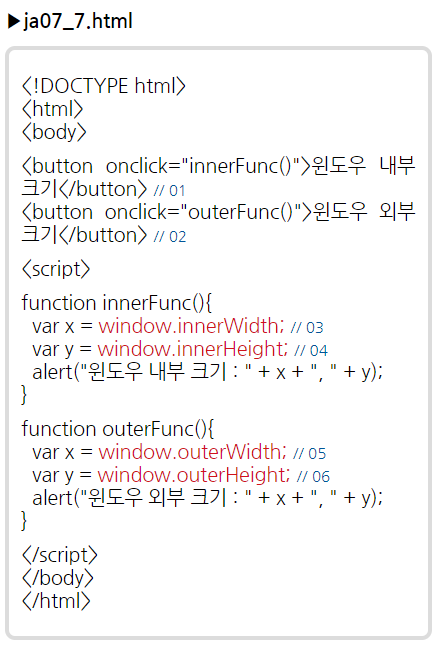 ▶ja07_7.html
<!DOCTYPE html>
<html>
<body>
<button onclick="innerFunc()">윈도우 내부
크기</button> // 01
<button onclick="outerFunc()">윈도우 외부
크기</button> // 02
<script>
function innerFunc(){
var x = window.innerWidth; // 03
var y = window.innerHeight; // 04
alert("윈도우 내부 크기 : " + x + ", " + y);
}
function outerFunc(){
var x = window.outerWidth; // 05
var y = window.outerHeight; // 06
alert("윈도우 외부 크기 : " + x + ", " + y);
}
</script>
</body>
</html>